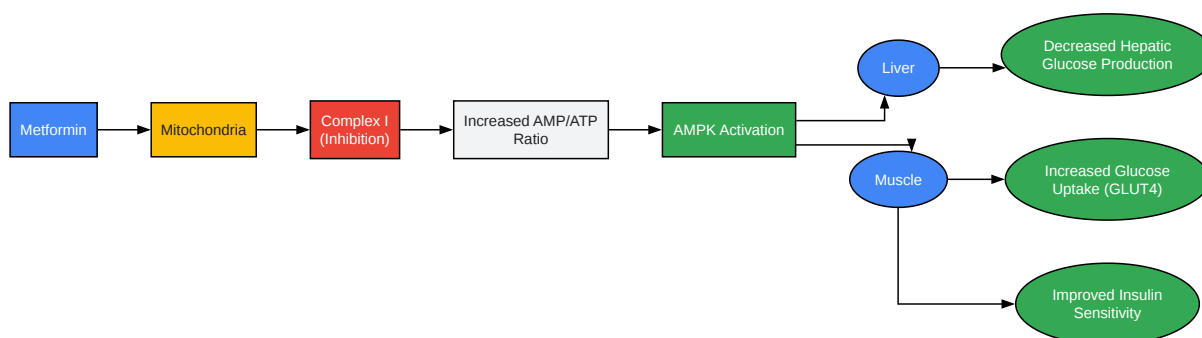 Metformin
Mitochondria
Complex I
(Inhibition)
Increased AMP/ATP
Ratio
AMPK Activation
Liver
Decreased Hepatic
Glucose Production
Muscle
Increased Glucose
Uptake (GLUT4)
Improved Insulin
Sensitivity